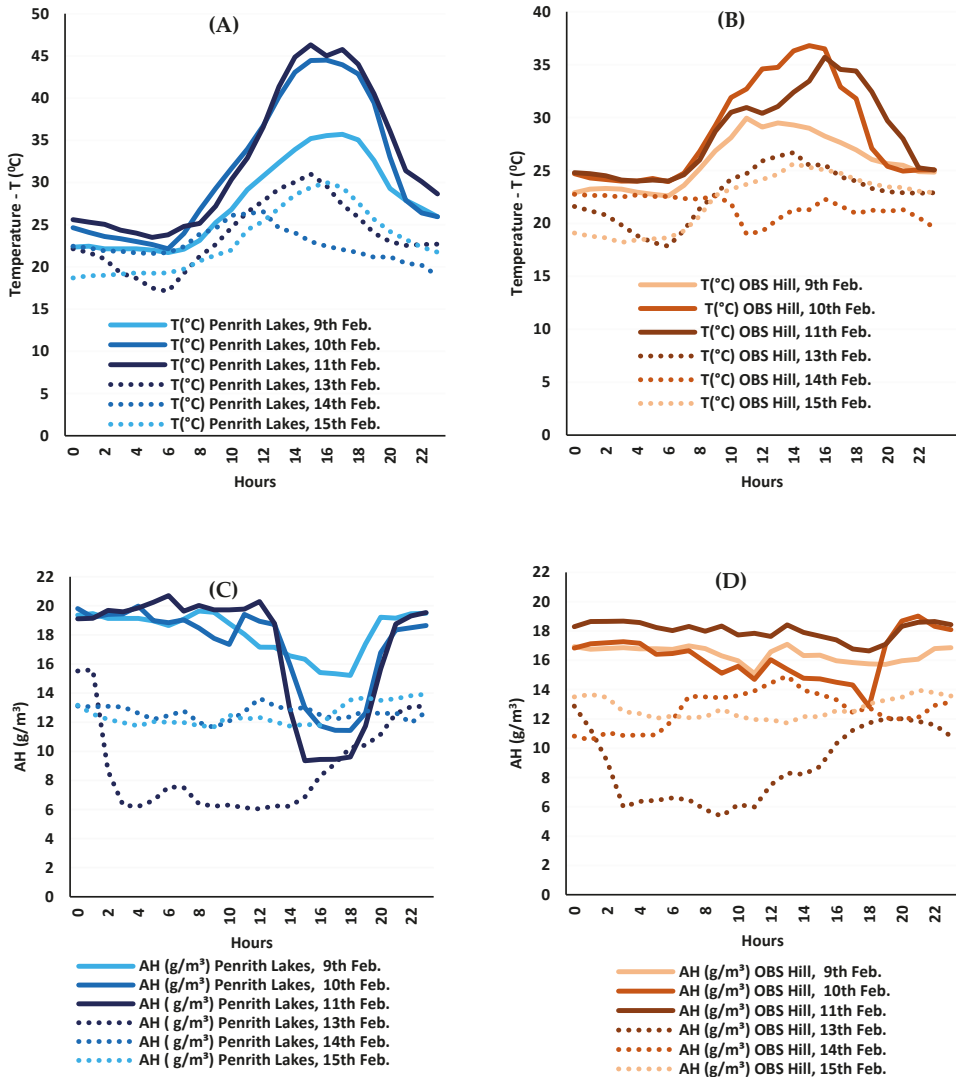 (A)
Temperature - T (⁰C)
50
45
40
35
30
25
20
15
10
5
0
T(°C) Penrith Lakes, 9th Feb.
T(°C) Penrith Lakes, 10th Feb.
T(°C) Penrith Lakes, 11th Feb.
T(°C) Penrith Lakes, 13th Feb.
T(°C) Penrith Lakes, 14th Feb.
T(°C) Penrith Lakes, 15th Feb.
0 2 4 6 8 10 12 14 16 18 20 22
Hours
(B)
Temperature - T (⁰C)
40
35
30
25
20
15
10
5
0
T(°C) OBS Hill, 9th Feb.
T(°C) OBS Hill, 10th Feb.
T(°C) OBS Hill, 11th Feb.
T(°C) OBS Hill, 13th Feb.
T(°C) OBS Hill, 14th Feb.
T(°C) OBS Hill, 15th Feb.
0 2 4 6 8 10 12 14 16 18 20 22
Hours
(C)
AH (g/m³)
22
20
18
16
14
12
10
8
6
4
2
0
0 2 4 6 8 10 12 14 16 18 20 22
Hours
AH (g/m³) Penrith Lakes, 9th Feb.
AH (g/m³) Penrith Lakes, 10th Feb.
AH ( g/m³) Penrith Lakes, 11th Feb.
AH ( g/m³) Penrith Lakes, 13th Feb.
AH ( g/m³) Penrith Lakes, 14th Feb.
AH ( g/m³) Penrith Lakes, 15th Feb.
(D)
AH (g/m³)
22
20
18
16
14
12
10
8
6
4
2
0
0 2 4 6 8 10 12 14 16 18 20 22
Hours
AH (g/m³) OBS Hill, 9th Feb.
AH (g/m³) OBS Hill, 10th Feb.
AH (g/m³) OBS Hill, 11th Feb.
AH (g/m³) OBS Hill, 13th Feb.
AH (g/m³) OBS Hill, 14th Feb.
AH (g/m³) OBS Hill, 15th Feb.